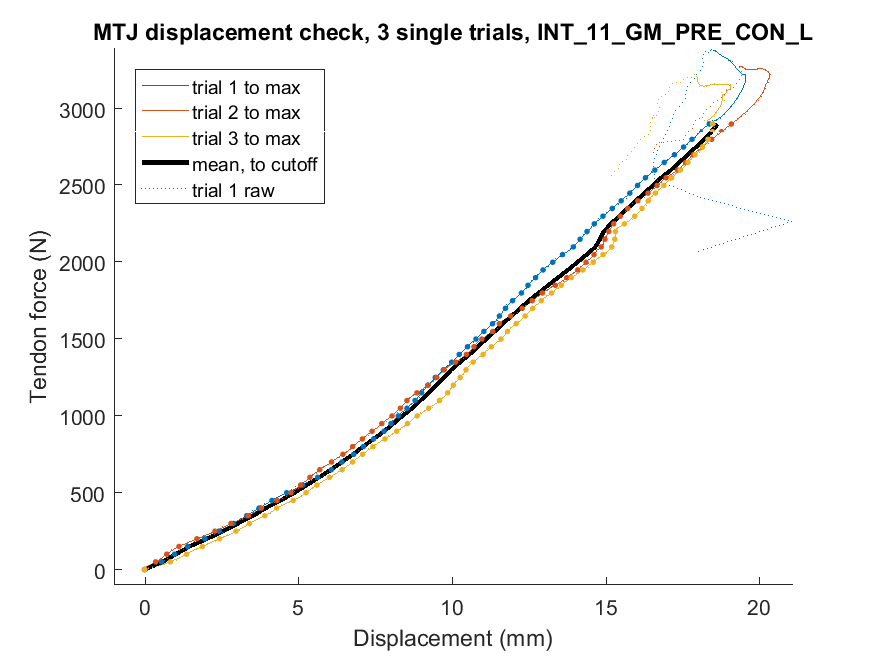 MTJ displacement check, 3 single trials, INT_11_GM_PRE_CON_L
trial 1 to max
trial 2 to max
trial 3 to max
mean, to cutoff
trial 1 raw
3000
2500
2000
1500
1000
500
0
Tendon force (N)
0 5 10 15 20
Displacement (mm)